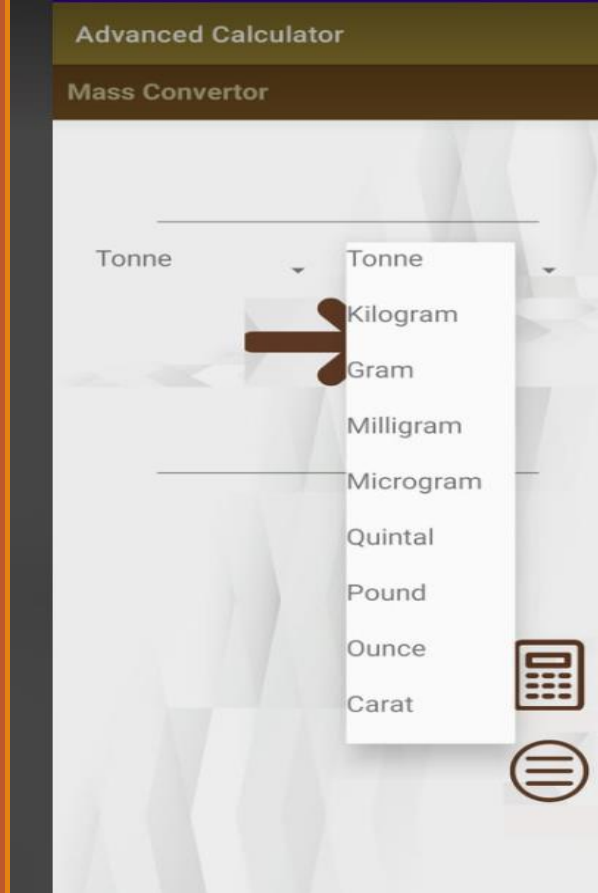 Advanced Calculator
Mass Convertor
Tonne
Tonne
Kilogram
Gram
Milligram
Microgram
Quintal
Pound
Ounce
Carat